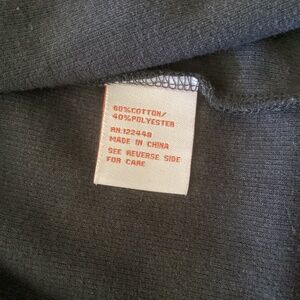 60%COTTON/
40%POLYESTER
RN:122448
MADE IN CHINA
SEE REVERSE SIDE
FOR CARE